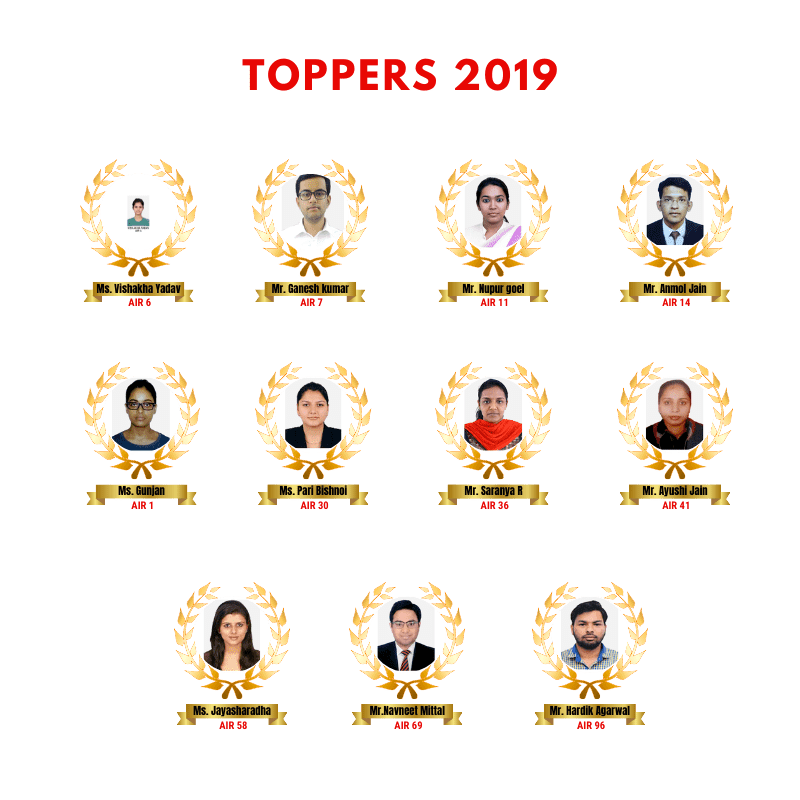 TOPPERS 2019
Ms. Vishakha Yadav
AIR 6
Mr. Ganesh kumar
AIR 7
Mr. Nupur goel
AIR 11
Mr. Anmol Jain
AIR 14
Ms. Gunjan
AIR 1
Ms. Pari Bishnoi
AIR 30
Mr. Saranya R
AIR 36
Mr. Ayushi Jain
AIR 41
Ms. Jayasharadha
AIR 58
Mr.Navneet Mittal
AIR 69
Mr. Hardik Agarwal
AIR 96